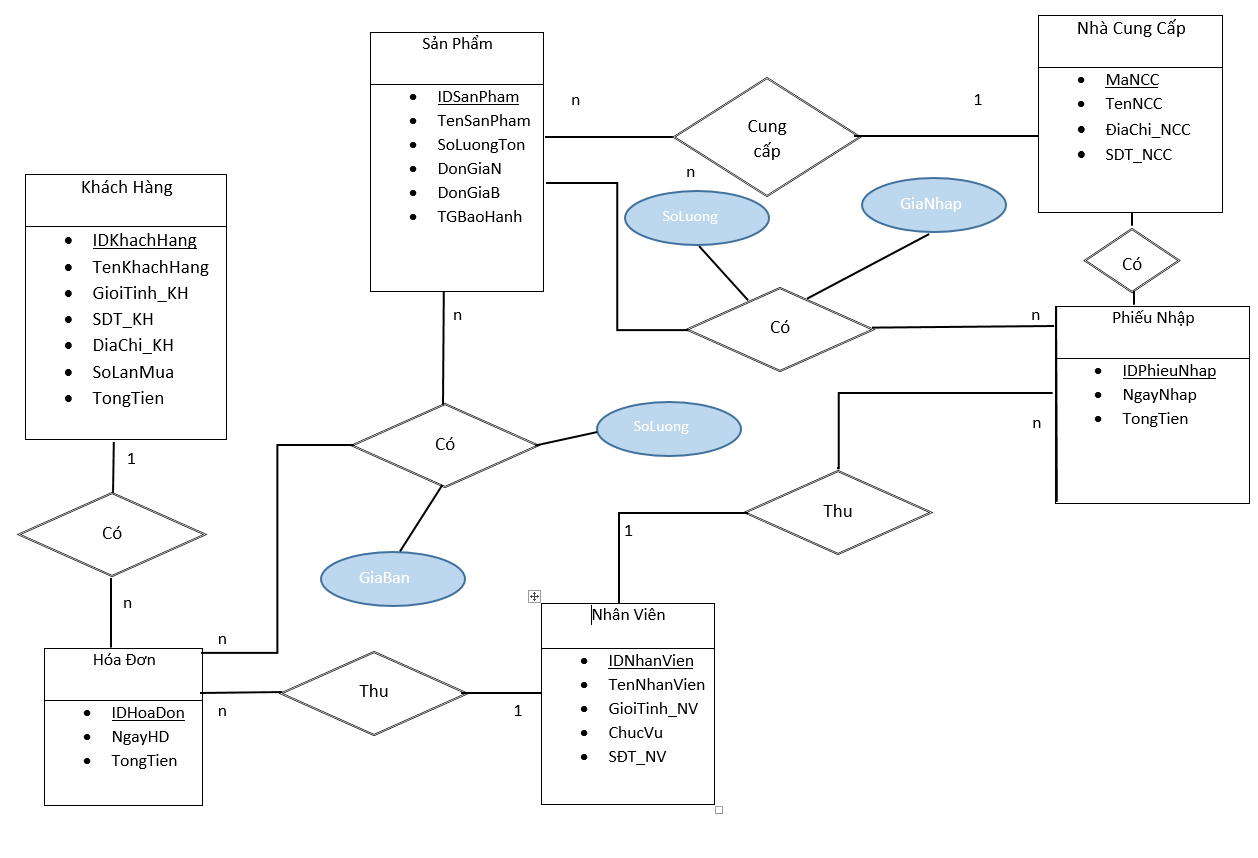 Sản Phẩm
IDSanPham
TenSanPham
SoLuongTon
DonGiaN
DonGiaB
TGBaoHanh
n
Cung
cấp
1
Nhà Cung Cấp
MaNCC
TenNCC
ĐiaChi_NCC
SDT_NCC
Khách Hàng
IDKhachHang
TenKhachHang
GioiTinh_KH
SDT_KH
DiaChi_KH
SoLanMua
TongTien
n
SoLuong
GiaNhap
Có
Có
n
n
Phiếu Nhập
IDPhieuNhap
NgayNhap
TongTien
n
Có
SoLuong
GiaBan
1
Có
n
Thu
1
n
Hóa Đơn
IDHoaDon
NgayHD
TongTien
n
Thu
1
Nhân Viên
IDNhanVien
TenNhanVien
GioiTinh_NV
ChucVu
SĐT_NV